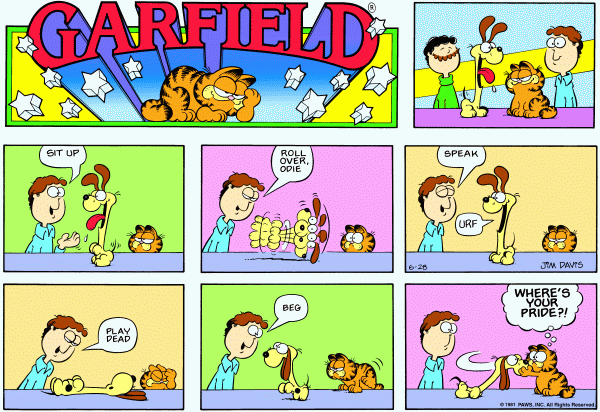 GARFIELD®
SIT UP
ROLL
OVER,
ODIE
SPEAK
URF
6-28
JIM DAVIS
PLAY
DEAD
BEG
WHERE'S
YOUR
PRIDE?!
© 1981 PAWS, INC. All Rights Reserved.